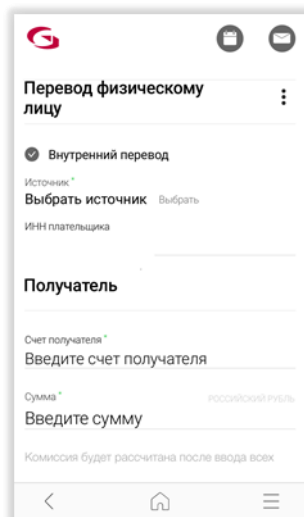 Перевод физическому
лицу
Внутренний перевод
Источник *
Выбрать источник Выбрать
ИНН плательщика
Получатель
Счет получателя *
Введите счет получателя
Сумма * РОССИЙСКИЙ РУБЛЬ
Введите сумму
Комиссия будет рассчитана после ввода всех